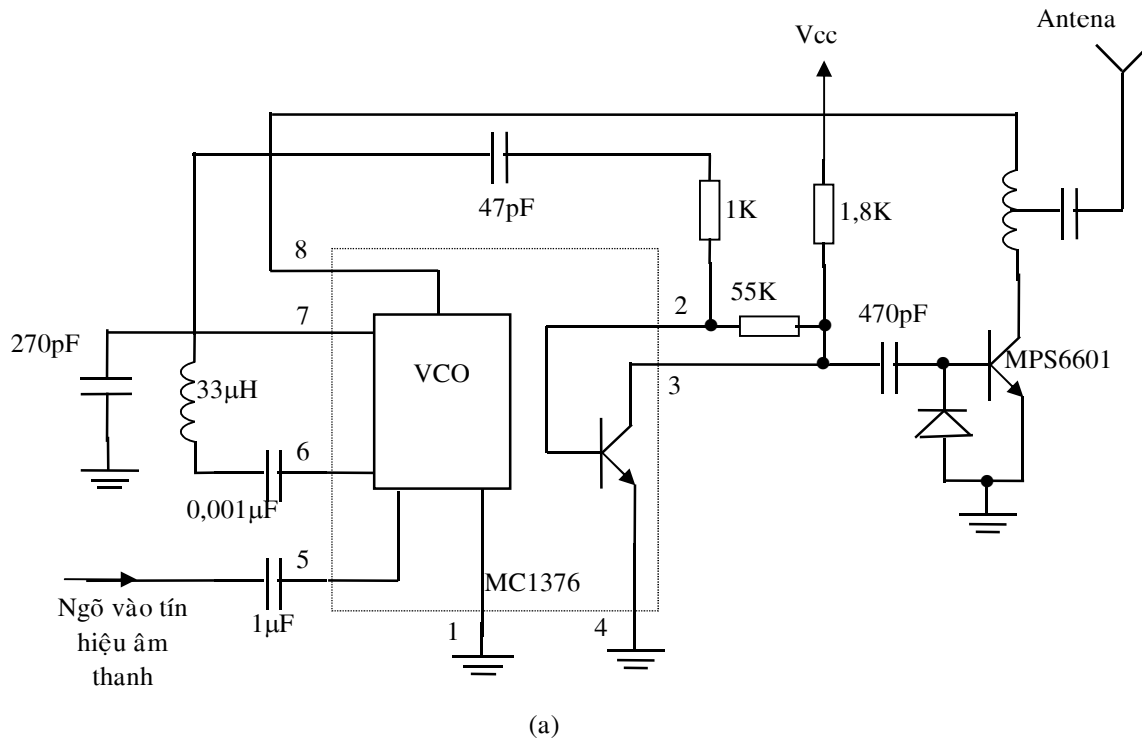 Antena
Vcc
47pF
1K
1,8K
8
2
55K
7
470pF
270pF
VCO
MPS6601
33μH
3
6
0,001μF
5
MC1376
Ngõ vào tín
hiệu âm
thanh
1μF
1
4
(a)